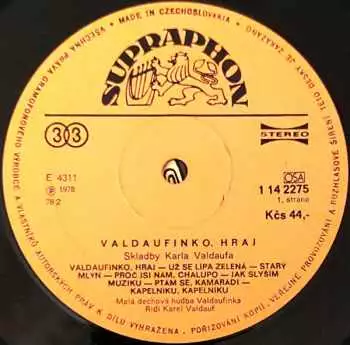 VŠECHNA PRÁVA GRAMOFONOVÉHO VÝROBCE A VLASTNÍKŮ AUTORSKÝCH PRÁV K DÍLU VYHRAZENA • POŘIZOVÁNÍ KOPIÍ, VEŘEJNÉ PROVOZOVÁNÍ A ROZHLASOVÉ ŠÍŘENÍ TÉTO DESKY JE ZAKÁZÁNO • MADE IN CZECHOSLOVAKIA •
SUPRAPHON
33
STEREO
E 4311
℗ 1978
78 2
OSA
1 14 2275
1. strana
Kčs 44,-
VALDAUFINKO, HRAJ
Skladby Karla Valdaufa
VALDAUFINKO, HRAJ — UŽ SE LÍPA ZELENÁ — STARÝ
MLÝN — PROČ JSI NÁM, CHALUPO — JAK SLYŠÍM
MUZIKU — PTÁM SE, KAMARÁDI —
KAPELNÍKU, KAPELNÍKU
Malá dechová hudba Valdaufinka
Řídí Karel Valdauf